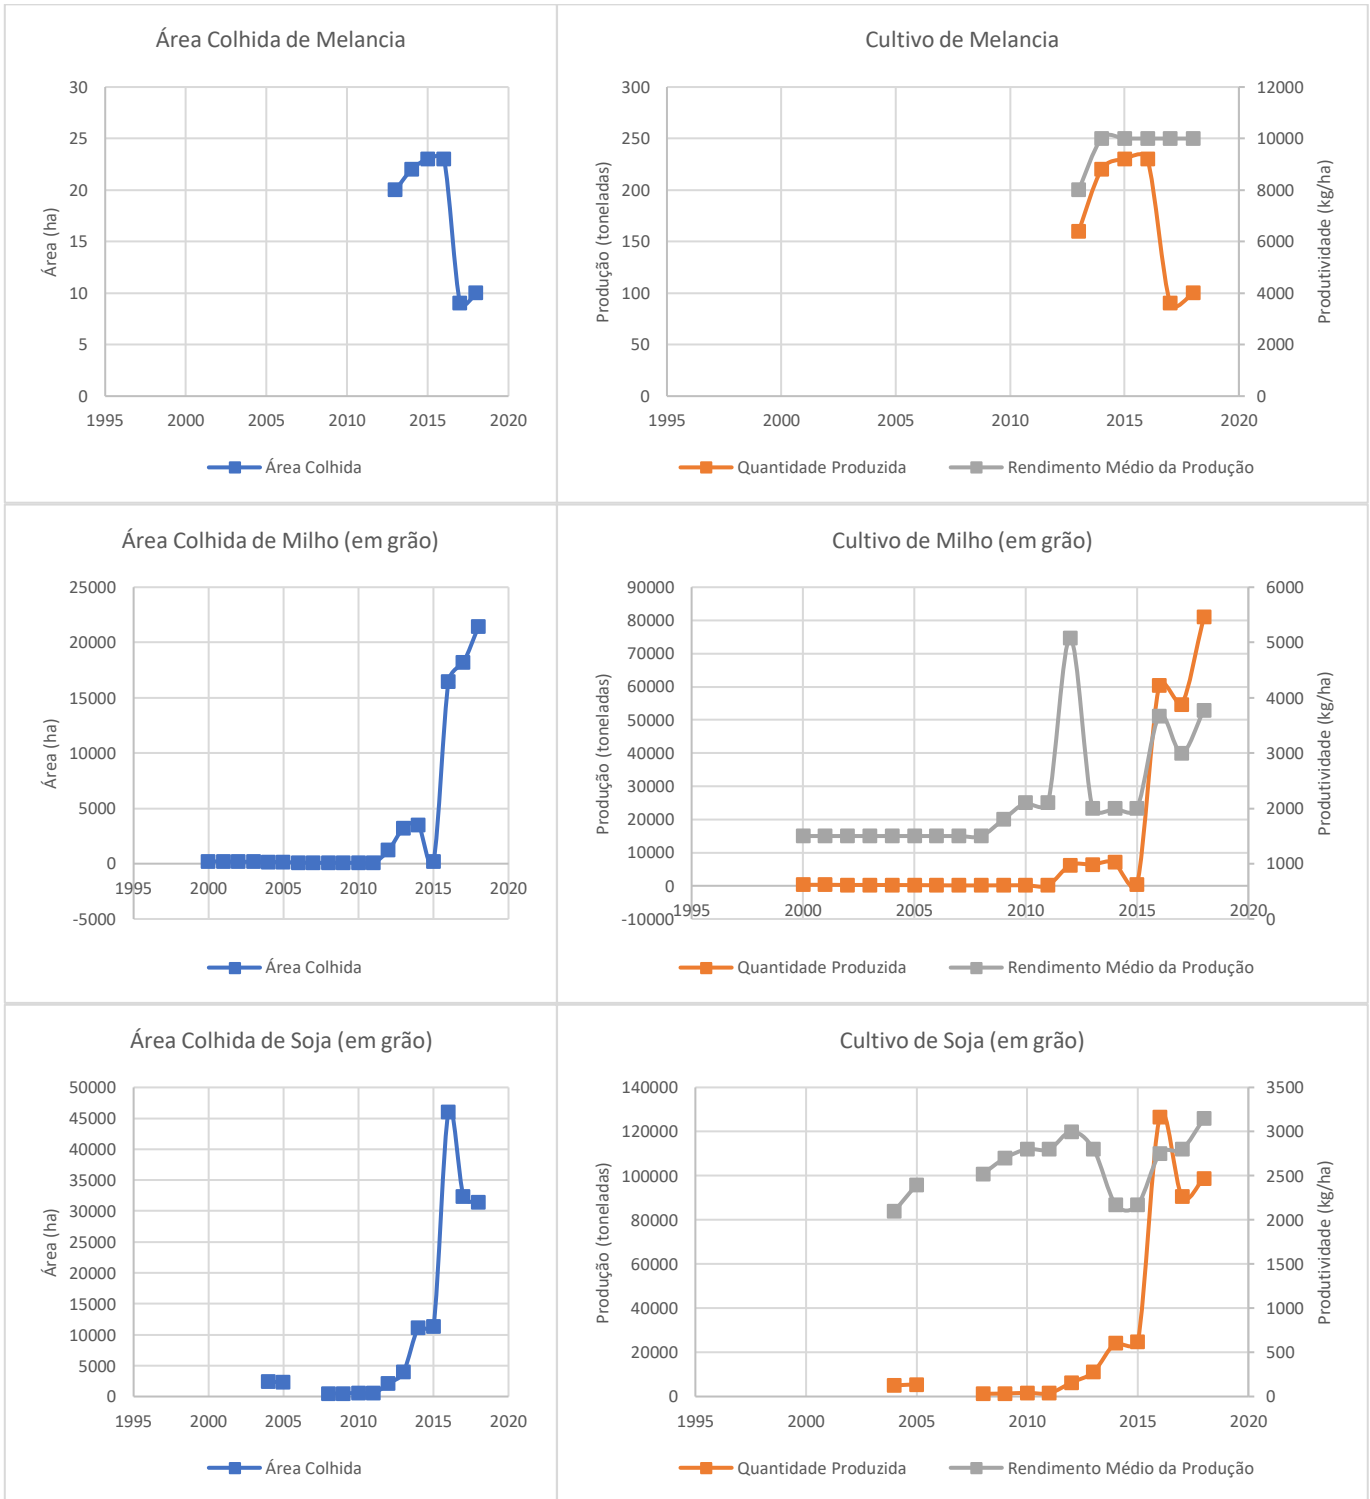 Área Colhida de Melancia
30
25
20
15
10
5
0
Área (ha)
1995 2000 2005 2010 2015 2020
Área Colhida
Cultivo de Melancia
300
250
200
150
100
50
0
Produção (toneladas)
12000
10000
8000
6000
4000
2000
0
Produtividade (kg/ha)
1995 2000 2005 2010 2015 2020
Quantidade Produzida Rendimento Médio da Produção
Área Colhida de Milho (em grão)
25000
20000
15000
10000
5000
0
-5000
Área (ha)
1995 2000 2005 2010 2015 2020
Área Colhida
Cultivo de Milho (em grão)
90000
80000
70000
60000
50000
40000
30000
20000
10000
0
-10000
Produção (toneladas)
6000
5000
4000
3000
2000
1000
0
Produtividade (kg/ha)
1995 2000 2005 2010 2015 2020
Quantidade Produzida Rendimento Médio da Produção
Área Colhida de Soja (em grão)
50000
45000
40000
35000
30000
25000
20000
15000
10000
5000
0
Área (ha)
1995 2000 2005 2010 2015 2020
Área Colhida
Cultivo de Soja (em grão)
140000
120000
100000
80000
60000
40000
20000
0
Produção (toneladas)
3500
3000
2500
2000
1500
1000
500
0
Produtividade (kg/ha)
1995 2000 2005 2010 2015 2020
Quantidade Produzida Rendimento Médio da Produção